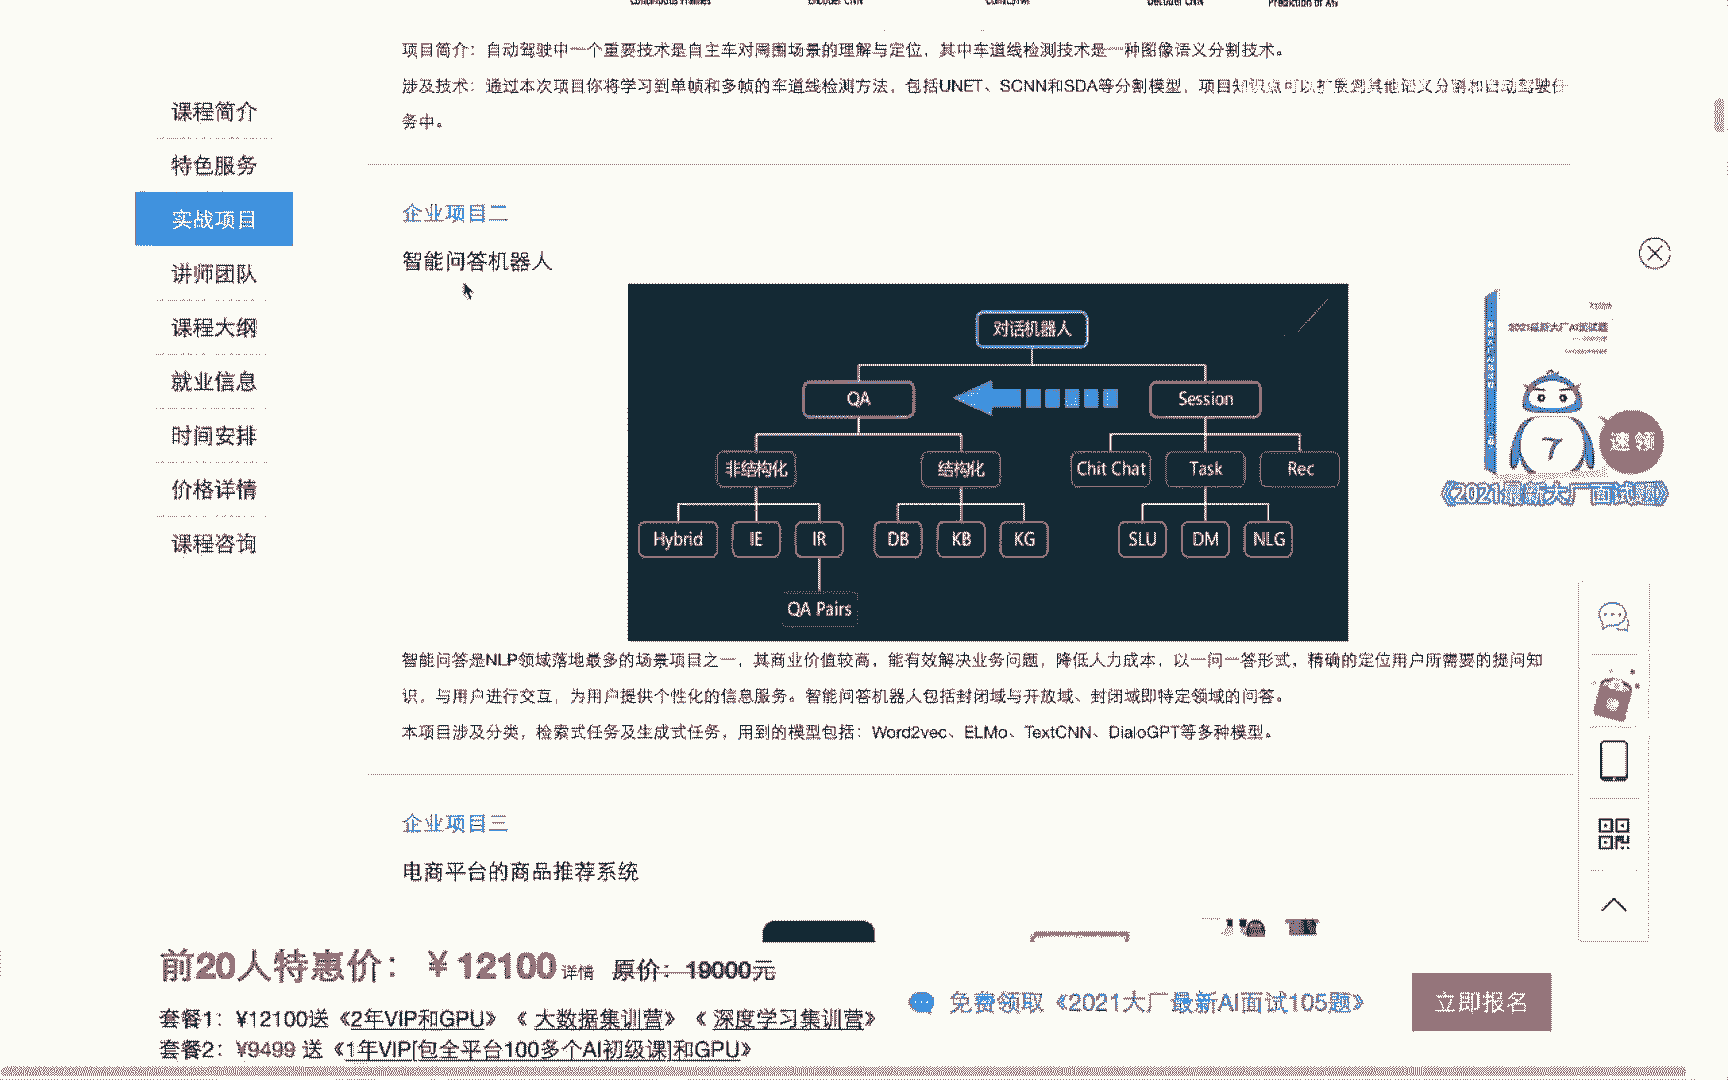 项目简介：自动驾驶中一个重要技术是自主车对周围场景的理解与定位，其中车道线检测技术是一种图像语义分割技术。
涉及技术：通过本次项目你将学习到单帧和多帧的车道线检测方法，包括UNET、SCNN和SDA等分割模型，项目知识点可以扩展到其他语义分割和自动驾驶任
务中。
课程简介
特色服务
实战项目
讲师团队
课程大纲
就业信息
时间安排
价格详情
课程咨询
企业项目二
智能问答机器人
对话机器人
QA
Session
非结构化
结构化
Chit Chat
Task
Rec
Hybrid
IE
IR
DB
KB
KG
SLU
DM
NLG
QA Pairs
智能问答是NLP领域落地最多的场景项目之一，其商业价值较高，能有效解决业务问题，降低人力成本，以一问一答形式，精确的定位用户所需要的提问知
识，与用户进行交互，为用户提供个性化的信息服务。智能问答机器人包括封闭域与开放域、封闭域即特定领域的问答。
本项目涉及分类，检索式任务及生成式任务，用到的模型包括：Word2vec、ELMo、TextCNN、DialoGPT等多种模型。
企业项目三
电商平台的商品推荐系统
2021最新大厂AI面试题
速领
《2021最新大厂面试题》
前20人特惠价：￥12100 详情 原价：19000元
套餐1：¥12100送《2年VIP和GPU》《大数据集训营》《深度学习集训营》
套餐2：¥9499 送《1年VIP[包全平台100多个AI初级课]和GPU》
免费领取《2021大厂最新AI面试105题》
立即报名